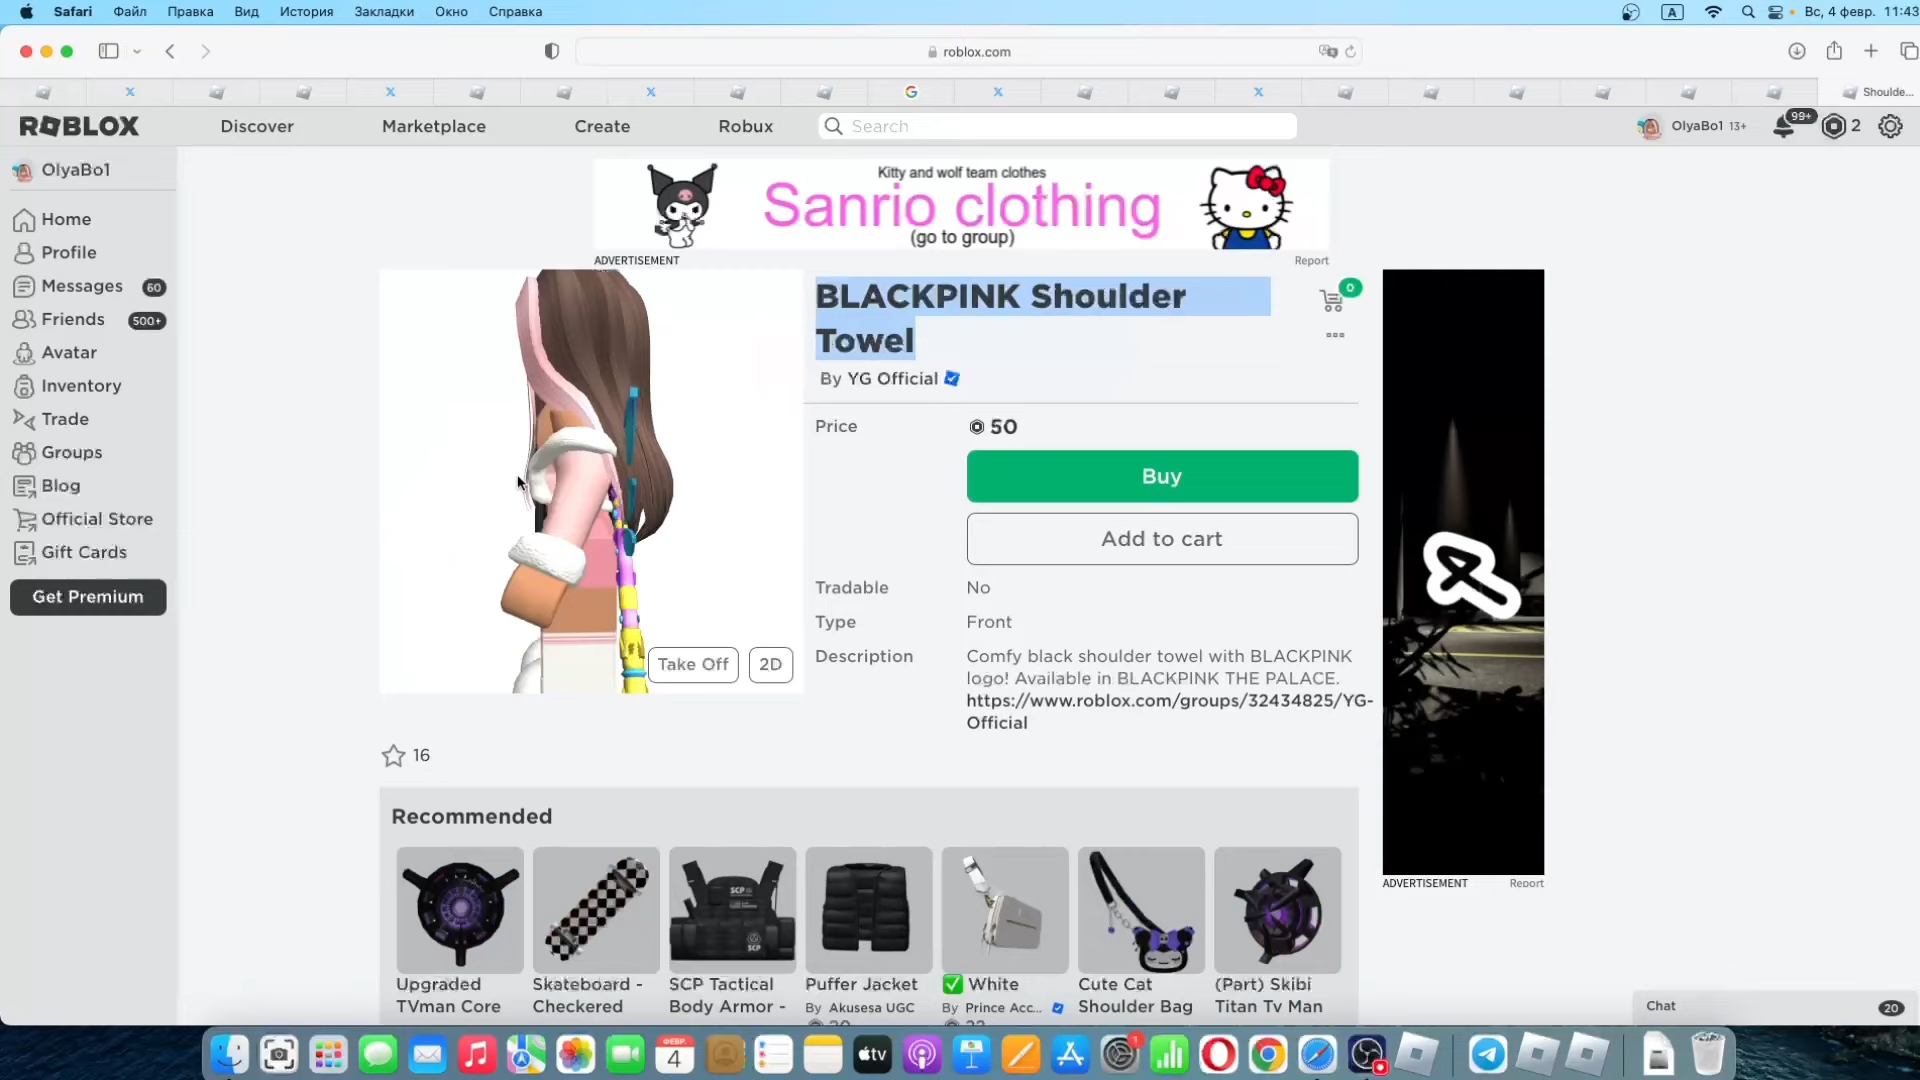 Safari Файл Правка Вид История Закладки Окно Справка
A Вс, 4 февр. 11:43
roblox.com
Shoulde...
ROBLOX Discover Marketplace Create Robux Search OlyaBo1 13+ 99+ 2
OlyaBo1
Home
Profile
Messages 60
Friends 500+
Avatar
Inventory
Trade
Groups
Blog
Official Store
Gift Cards
Get Premium
Kitty and wolf team clothes
Sanrio clothing
(go to group)
ADVERTISEMENT Report
BLACKPINK Shoulder
Towel
0
By YG Official
Price 50
Buy
Add to cart
Tradable No
Type Front
Description Comfy black shoulder towel with BLACKPINK
logo! Available in BLACKPINK THE PALACE.
https://www.roblox.com/groups/32434825/YG-
Official
Take Off 2D
16
ADVERTISEMENT Report
Recommended
SCP
SCP
Upgraded
TVman Core
Skateboard -
Checkered
SCP Tactical
Body Armor -
Puffer Jacket
By Akusesa UGC
White
By Prince Acc...
Cute Cat
Shoulder Bag
(Part) Skibi
Titan Tv Man
Chat 20
ФЕВР.
4
tv
1